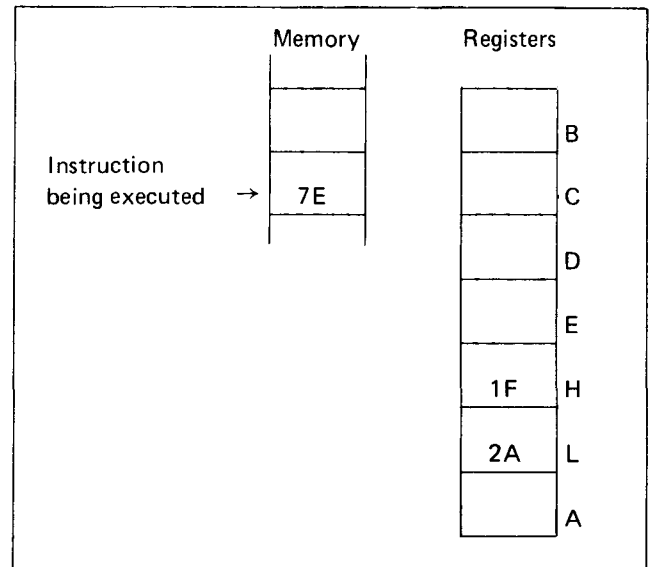 Memory Registers
B
Instruction
being executed → 7E C
D
E
1F H
2A L
A